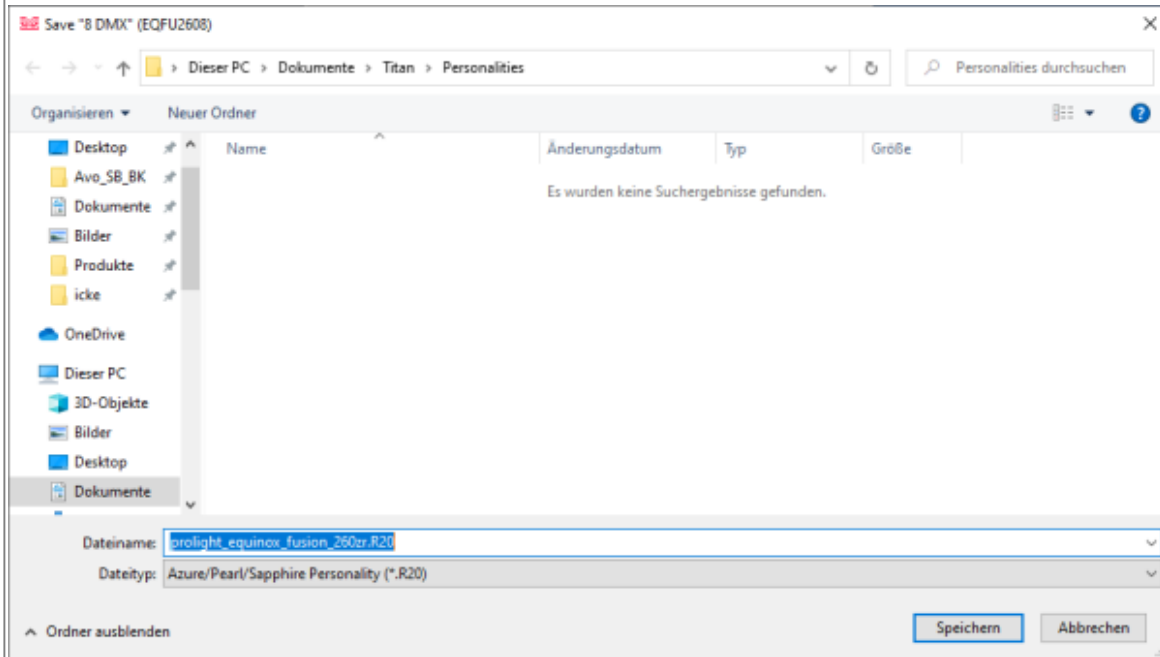 Save "8 DMX" (EQFU2608)
Dieser PC > Dokumente > Titan > Personalities
Personalities durchsuchen
Organisieren
Neuer Ordner
Name
Änderungsdatum
Typ
Größe
Es wurden keine Suchergebnisse gefunden.
Desktop
Avo_SB_BK
Dokumente
Bilder
Produkte
icke
OneDrive
Dieser PC
3D-Objekte
Bilder
Desktop
Dokumente
Dateiname: prolight_equinox_fusion_260zr.R20
Dateityp: Azure/Pearl/Sapphire Personality (*.R20)
Ordner ausblenden
Speichern
Abbrechen